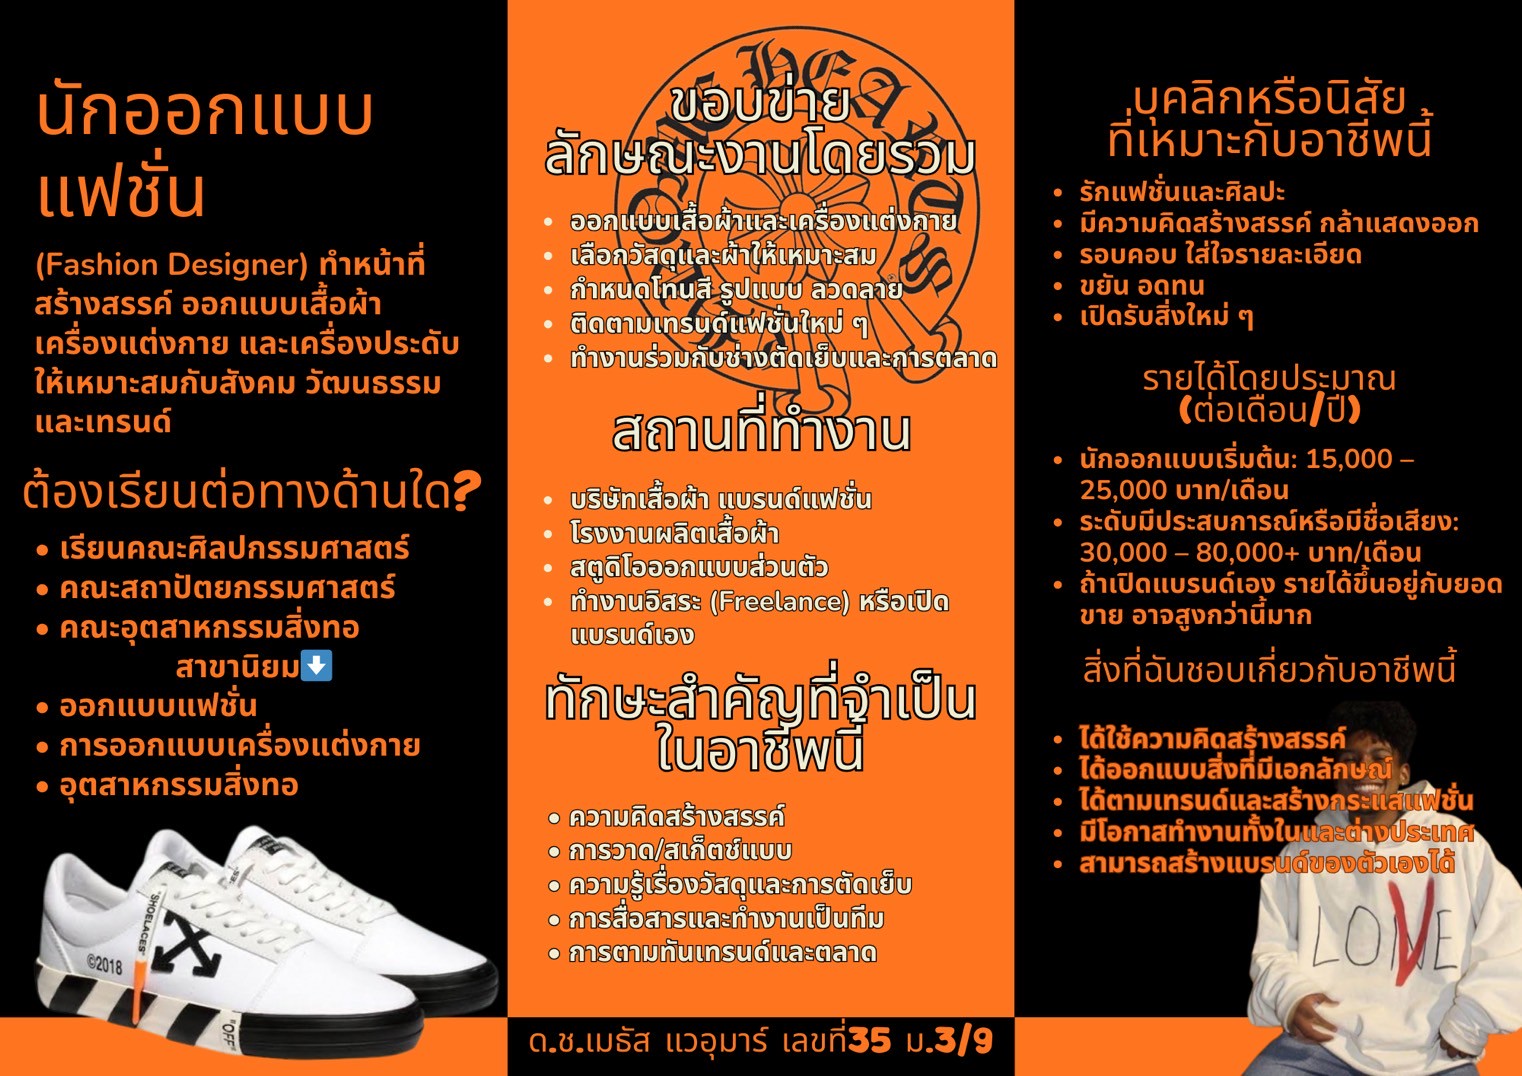 นักออกแบบ
แฟชั่น
(Fashion Designer) ทำหน้าที่
สร้างสรรค์ ออกแบบเสื้อผ้า
เครื่องแต่งกาย และเครื่องประดับ
ให้เหมาะสมกับสังคม วัฒนธรรม
และเทรนด์
ต้องเรียนต่อทางด้านใด?
• เรียนคณะศิลปกรรมศาสตร์
• คณะสถาปัตยกรรมศาสตร์
• คณะอุตสาหกรรมสิ่งทอ
สาขานิยม⬇️
• ออกแบบแฟชั่น
• การออกแบบเครื่องแต่งกาย
• อุตสาหกรรมสิ่งทอ
"SHOELACES"
©2018
"OFF"
CHROME HEARTS
ขอบข่าย
ลักษณะงานโดยรวม
• ออกแบบเสื้อผ้าและเครื่องแต่งกาย
• เลือกวัสดุและผ้าให้เหมาะสม
• กำหนดโทนสี รูปแบบ ลวดลาย
• ติดตามเทรนด์แฟชั่นใหม่ ๆ
• ทำงานร่วมกับช่างตัดเย็บและการตลาด
สถานที่ทำงาน
• บริษัทเสื้อผ้า แบรนด์แฟชั่น
• โรงงานผลิตเสื้อผ้า
• สตูดิโอออกแบบส่วนตัว
• ทำงานอิสระ (Freelance) หรือเปิด
แบรนด์เอง
ทักษะสำคัญที่จำเป็น
ในอาชีพนี้
• ความคิดสร้างสรรค์
• การวาด/สเก็ตช์แบบ
• ความรู้เรื่องวัสดุและการตัดเย็บ
• การสื่อสารและทำงานเป็นทีม
• การตามทันเทรนด์และตลาด
ด.ช.เมธัส แวอุมาร์ เลขที่35 ม.3/9
บุคลิกหรือนิสัย
ที่เหมาะกับอาชีพนี้
• รักแฟชั่นและศิลปะ
• มีความคิดสร้างสรรค์ กล้าแสดงออก
• รอบคอบ ใส่ใจรายละเอียด
• ขยัน อดทน
• เปิดรับสิ่งใหม่ ๆ
รายได้โดยประมาณ
(ต่อเดือน/ปี)
• นักออกแบบเริ่มต้น: 15,000 –
25,000 บาท/เดือน
• ระดับมีประสบการณ์หรือมีชื่อเสียง:
30,000 – 80,000+ บาท/เดือน
• ถ้าเปิดแบรนด์เอง รายได้ขึ้นอยู่กับยอด
ขาย อาจสูงกว่านี้มาก
สิ่งที่ฉันชอบเกี่ยวกับอาชีพนี้
• ได้ใช้ความคิดสร้างสรรค์
• ได้ออกแบบสิ่งที่มีเอกลักษณ์
• ได้ตามเทรนด์และสร้างกระแสแฟชั่น
• มีโอกาสทำงานทั้งในและต่างประเทศ
• สามารถสร้างแบรนด์ของตัวเองได้
LOVE